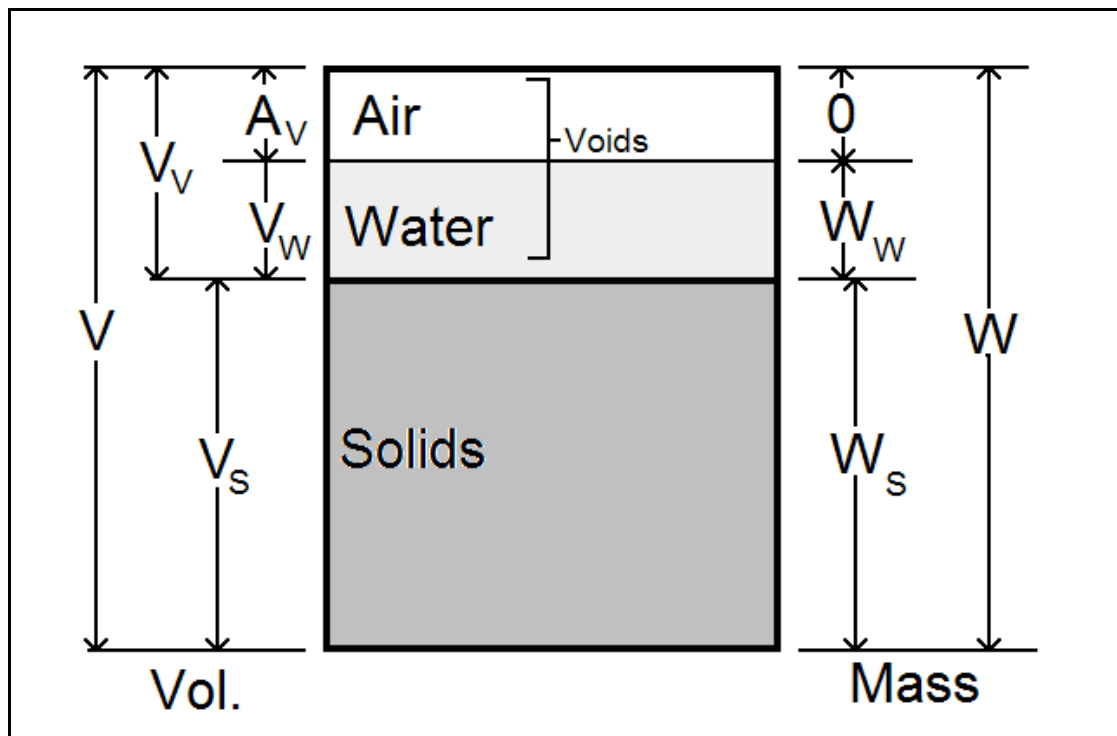 V
V_V
A_V
V_W
V_S
Vol.
Air
Water
Voids
Solids
0
W_W
W_S
W
Mass